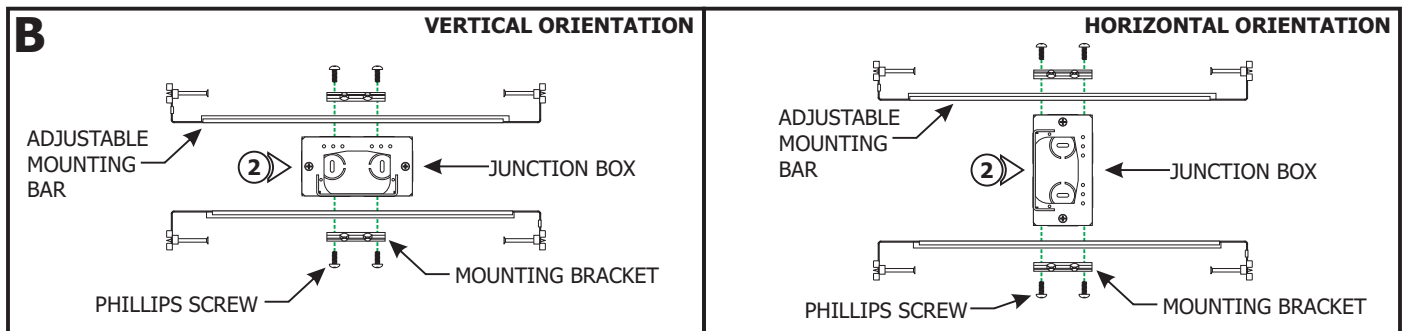 B
VERTICAL ORIENTATION
ADJUSTABLE
MOUNTING
BAR
2
JUNCTION BOX
MOUNTING BRACKET
PHILLIPS SCREW
HORIZONTAL ORIENTATION
ADJUSTABLE
MOUNTING
BAR
2
JUNCTION BOX
MOUNTING BRACKET
PHILLIPS SCREW